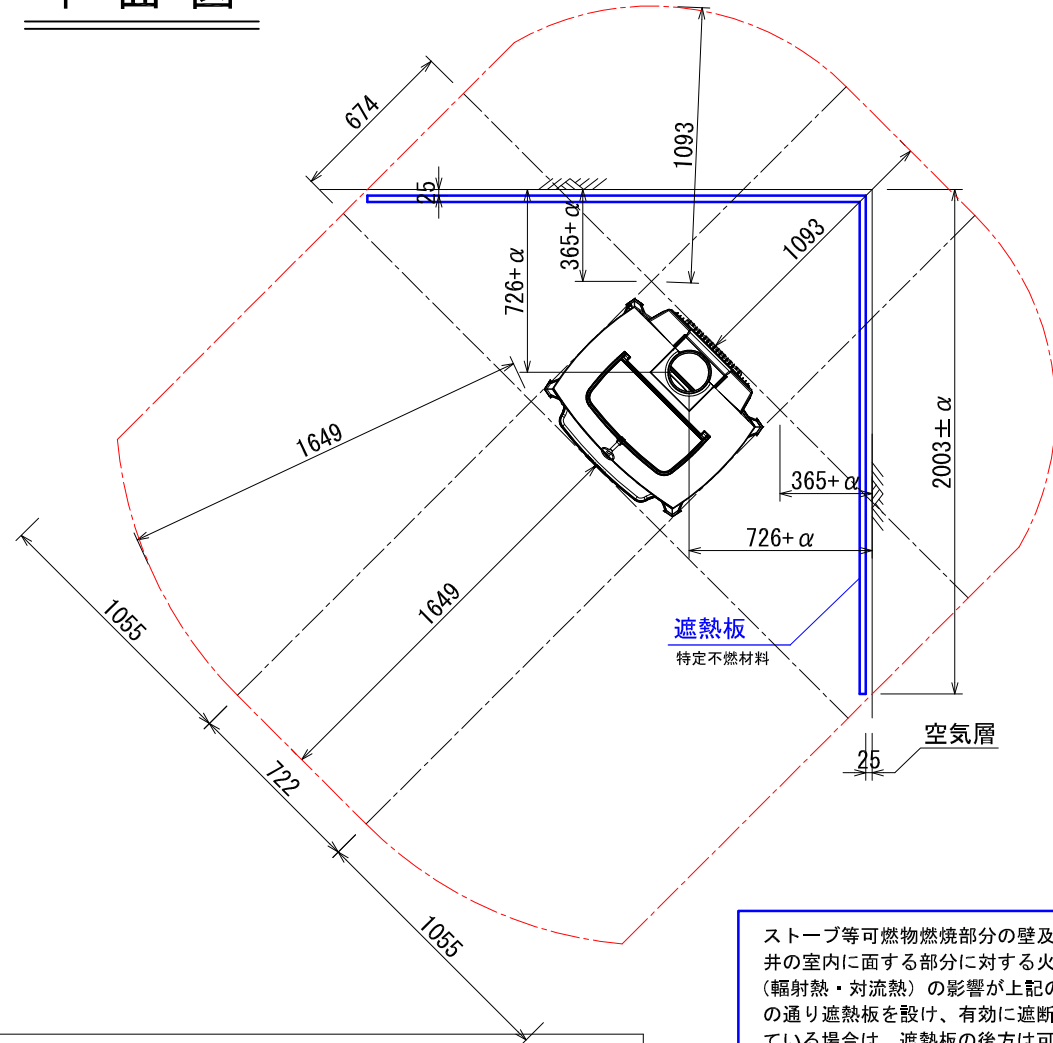 674
25
1093
365+α
726+α
1093
1649
2003±α
365+α
726+α
1649
1055
遮熱板
特定不燃材料
空気層
25
722
1055
ストーブ等可燃物燃焼部分の壁及
井の室内に面する部分に対する火
(輻射熱・対流熱)の影響が上記の
の通り遮熱板を設け、有効に遮断